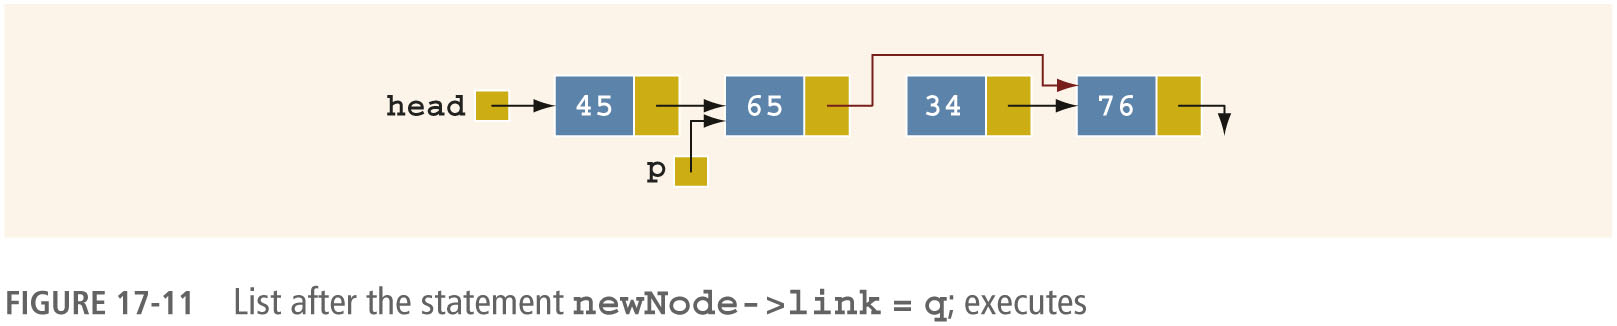 head 45 65 34 76
p
FIGURE 17-11 List after the statement newNode->link = q; executes